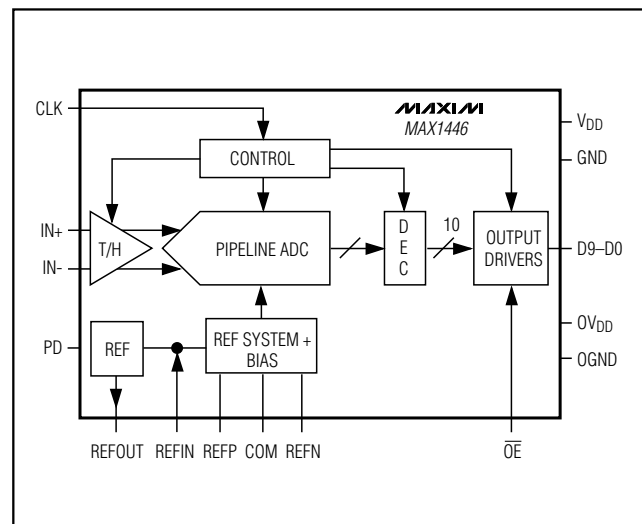 CLK
MAXIM
MAX1446
VDD
GND
CONTROL
IN+
IN-
T/H
PIPELINE ADC
D
E
C
10
OUTPUT
DRIVERS
D9–D0
PD
REF
REF SYSTEM +
BIAS
OVDD
OGND
REFOUT
REFIN
REFP
COM
REFN
OE